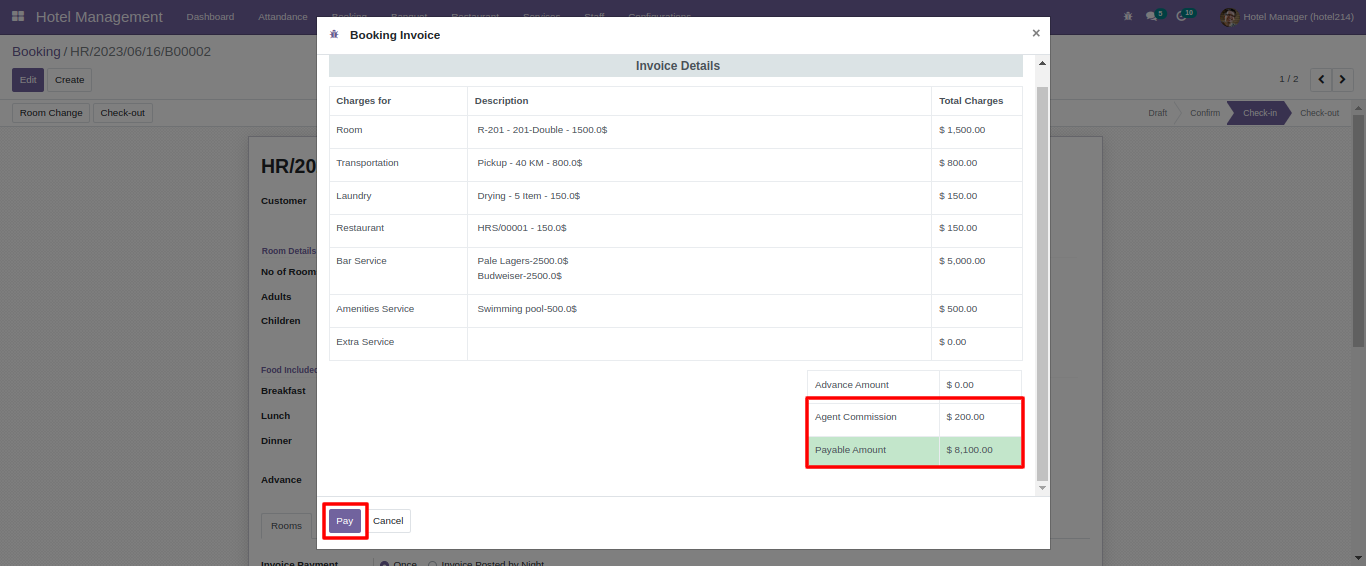 Hotel Management Dashboard Attendance Booking Banquet Restaurant Services Staff Configurations 5 10 Hotel Manager (hotel214)
Booking / HR/2023/06/16/B00002
Edit Create 1 / 2
Room Change Check-out Draft Confirm Check-in Check-out
HR/20
Customer
Room Details
No of Room
Adults
Children
Food Included
Breakfast
Lunch
Dinner
Advance
Rooms
Invoice Payment Once Invoice Posted by Night
Booking Invoice ×
Invoice Details
Charges for Description Total Charges
Room R-201 - 201-Double - 1500.0$ $ 1,500.00
Transportation Pickup - 40 KM - 800.0$ $ 800.00
Laundry Drying - 5 Item - 150.0$ $ 150.00
Restaurant HRS/00001 - 150.0$ $ 150.00
Bar Service Pale Lagers-2500.0$ $ 5,000.00
Budweiser-2500.0$
Amenities Service Swimming pool-500.0$ $ 500.00
Extra Service $ 0.00
Advance Amount $ 0.00
Agent Commission $ 200.00
Payable Amount $ 8,100.00
Pay Cancel